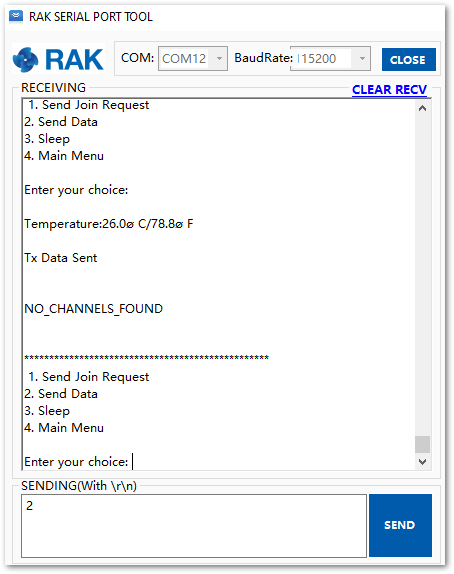 RAK SERIAL PORT TOOL
RAK
COM: COM12 BaudRate: 115200 CLOSE
RECEIVING CLEAR RECV
1. Send Join Request
2. Send Data
3. Sleep
4. Main Menu
Enter your choice:
Temperature:26.0ø C/78.8ø F
Tx Data Sent
NO_CHANNELS_FOUND
*************************************************
1. Send Join Request
2. Send Data
3. Sleep
4. Main Menu
Enter your choice:
SENDING(With \r\n)
2
SEND